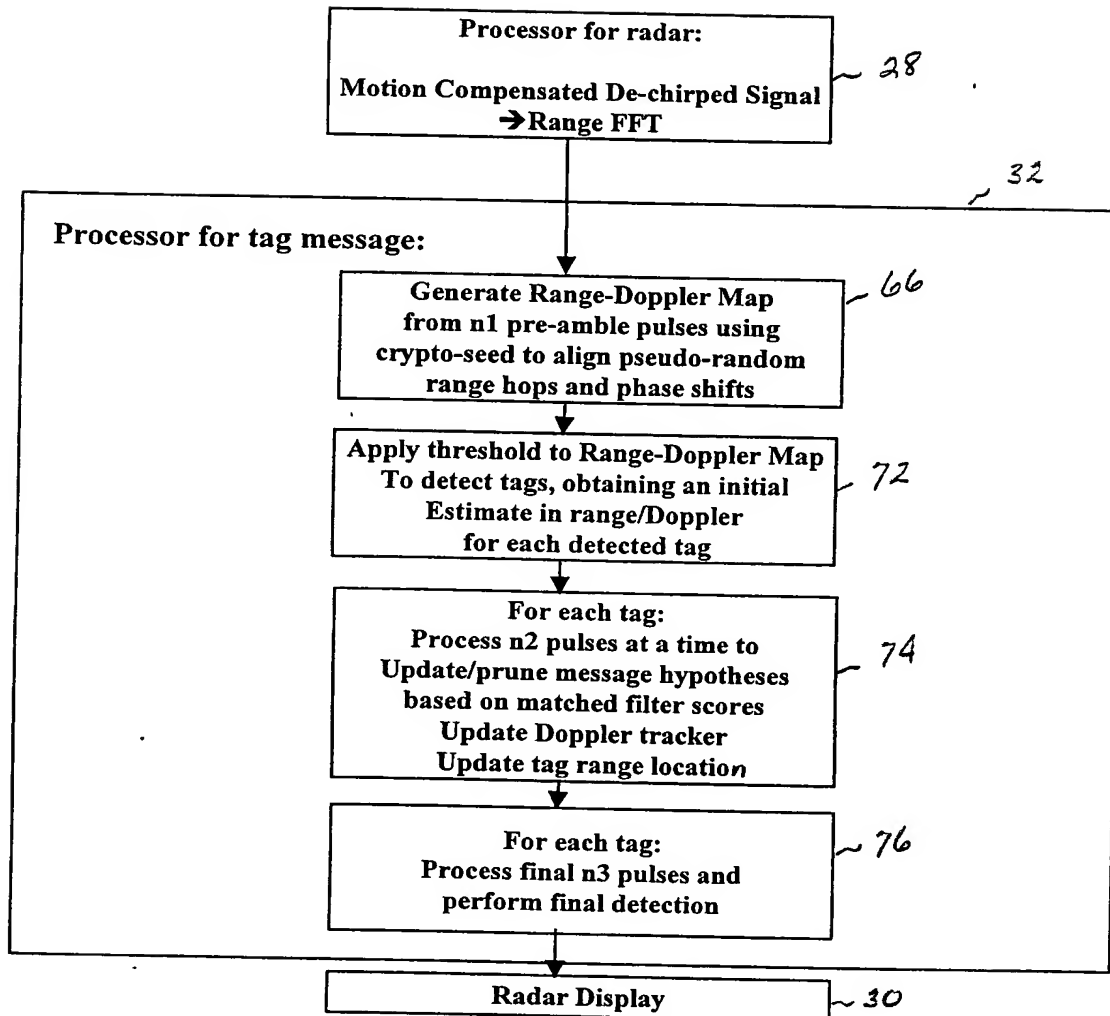 Processor for radar:
Motion Compensated De-chirped Signal
➔Range FFT
~ 28
~ 32
Processor for tag message:
Generate Range-Doppler Map
from n1 pre-amble pulses using
crypto-seed to align pseudo-random
range hops and phase shifts
~ 66
Apply threshold to Range-Doppler Map
To detect tags, obtaining an initial
Estimate in range/Doppler
for each detected tag
~ 72
For each tag:
Process n2 pulses at a time to
Update/prune message hypotheses
based on matched filter scores
Update Doppler tracker
Update tag range location
~ 74
For each tag:
Process final n3 pulses and
perform final detection
~ 76
Radar Display
~ 30